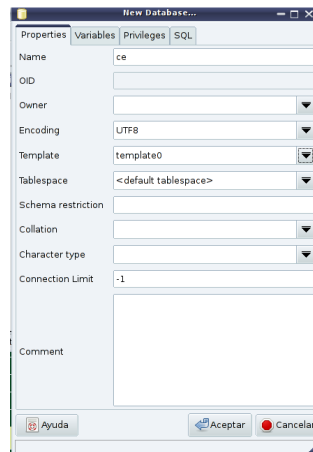 New Database...
Properties Variables Privileges SQL
Name ce
OID
Owner
Encoding UTF8
Template template0
Tablespace <default tablespace>
Schema restriction
Collation
Character type
Connection Limit -1
Comment
Ayuda Aceptar Cancelar